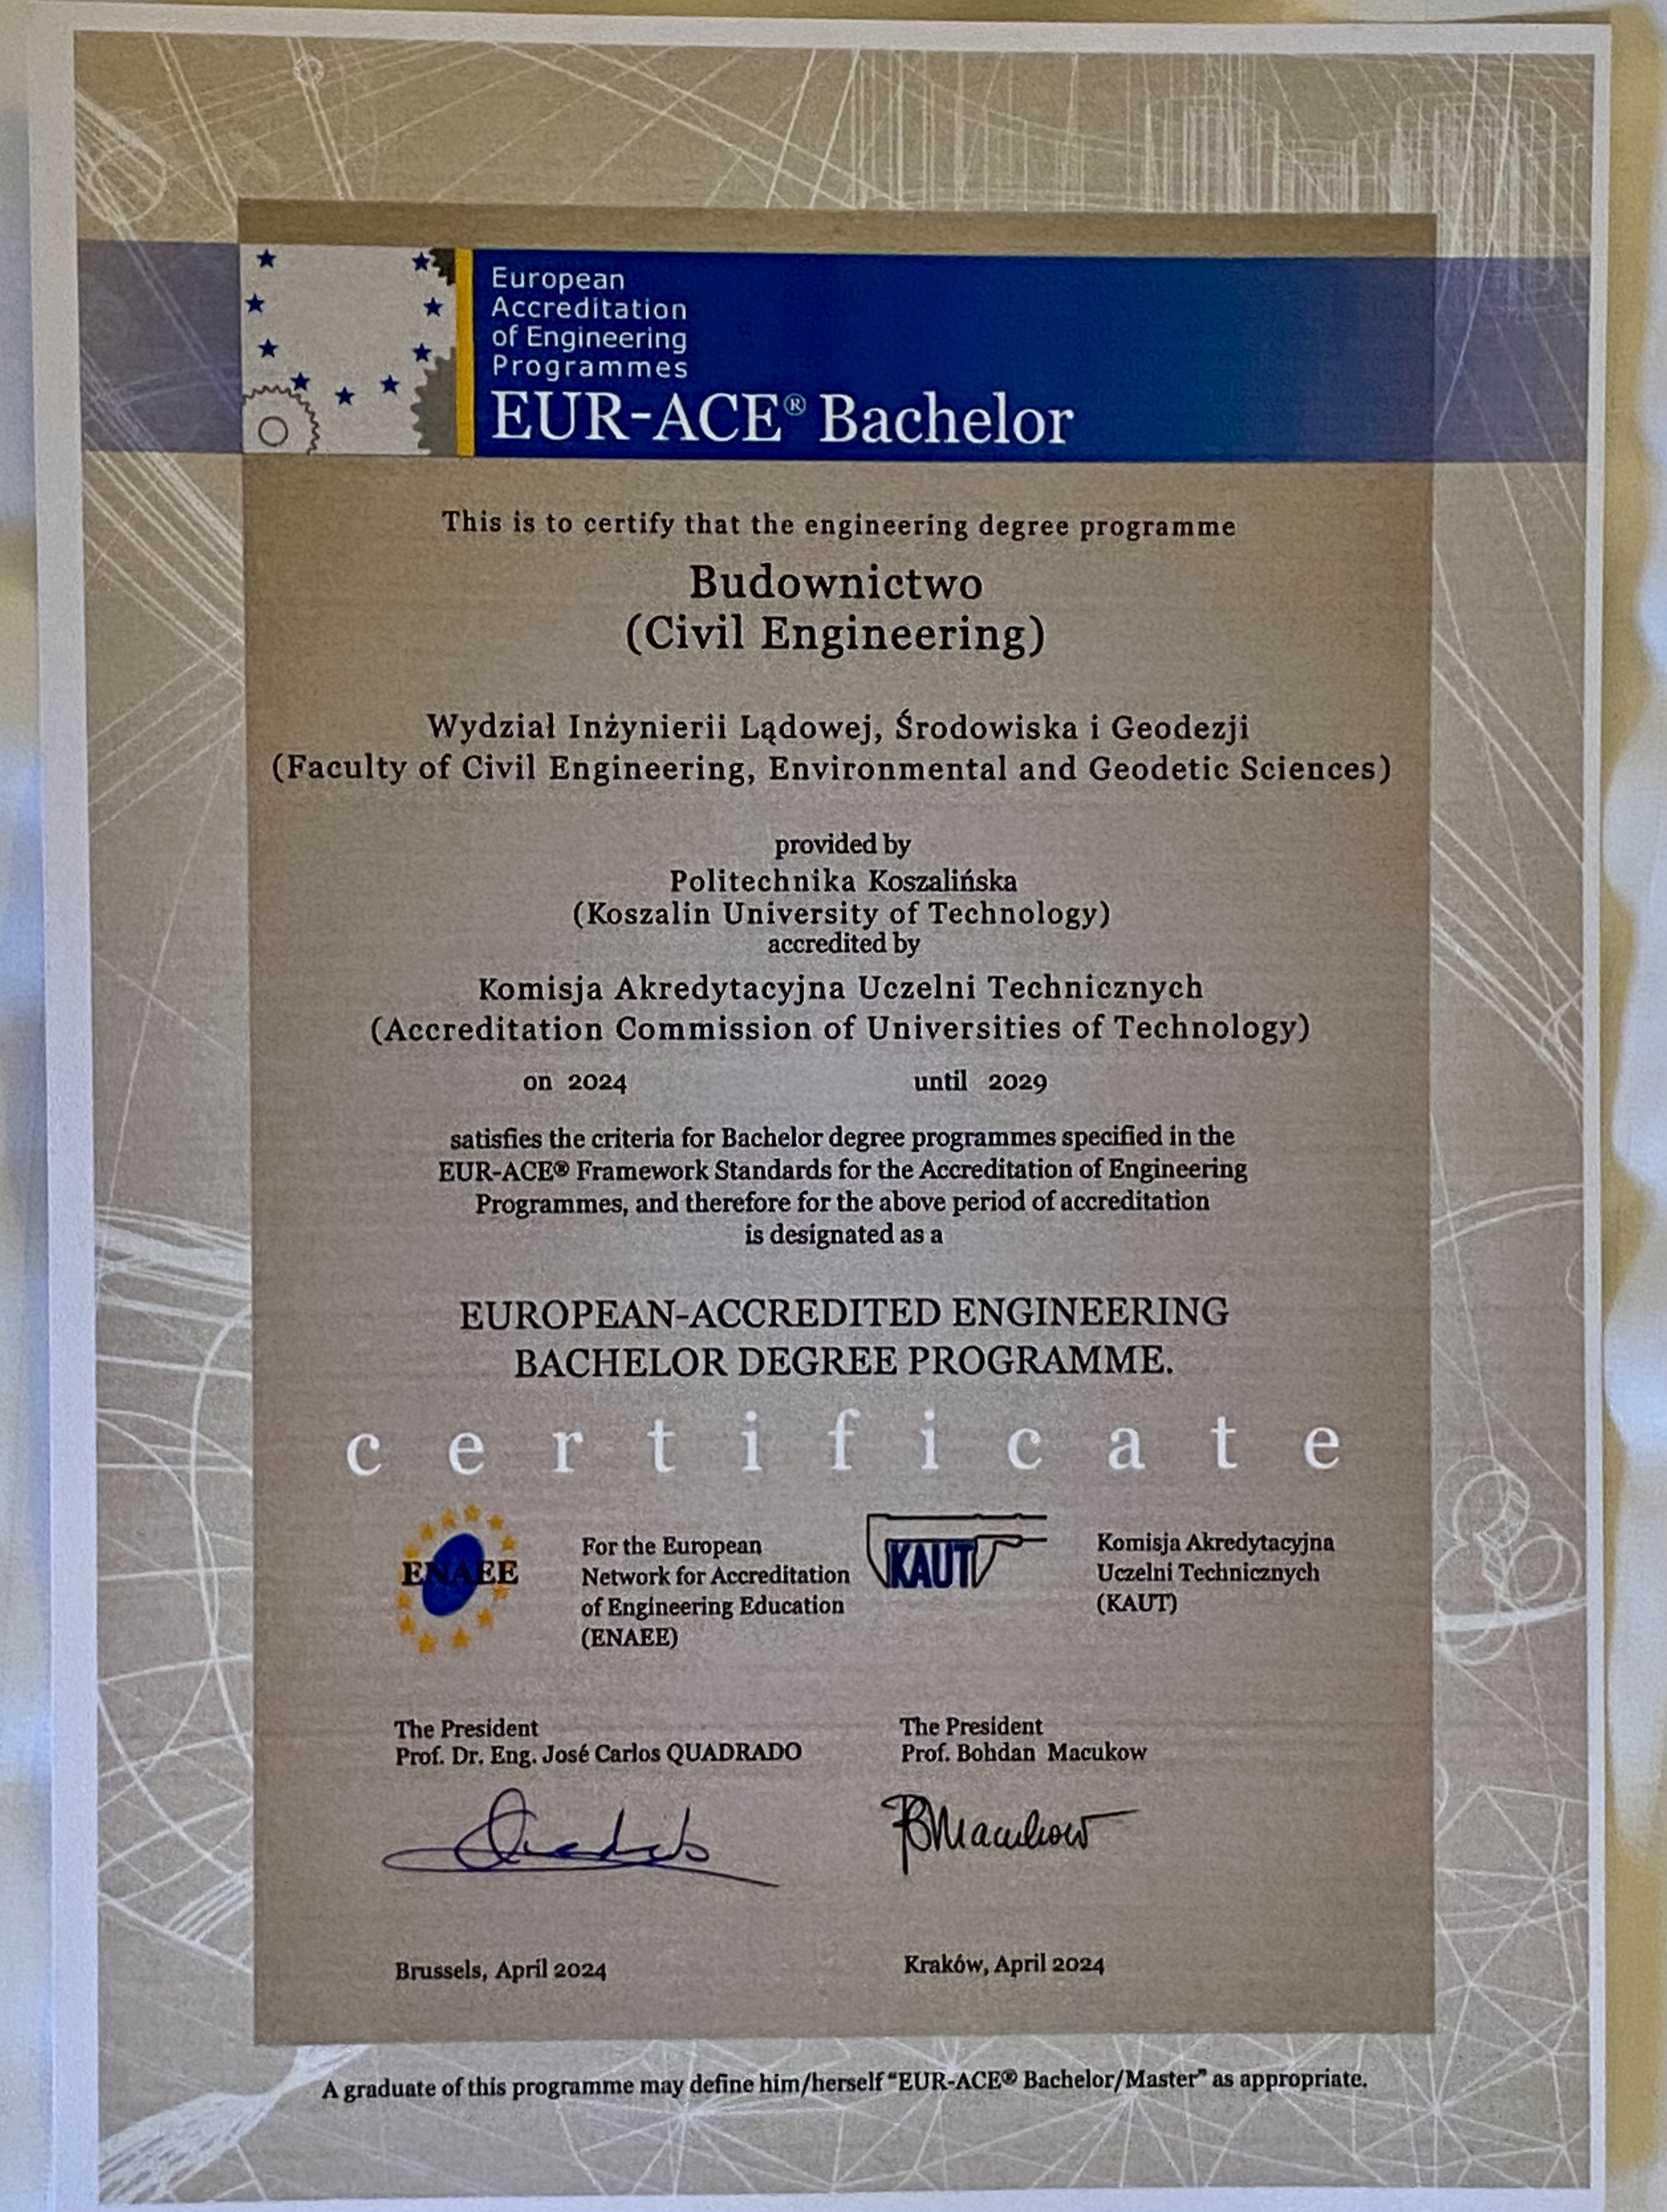 European
Accreditation
of Engineering
Programmes
EUR-ACE® Bachelor
This is to certify that the engineering degree programme
Budownictwo
(Civil Engineering)
Wydział Inżynierii Lądowej, Środowiska i Geodezji
(Faculty of Civil Engineering, Environmental and Geodetic Sciences)
provided by
Politechnika Koszalińska
(Koszalin University of Technology)
accredited by
Komisja Akredytacyjna Uczelni Technicznych
(Accreditation Commission of Universities of Technology)
on 2024 until 2029
satisfies the criteria for Bachelor degree programmes specified in the
EUR-ACE® Framework Standards for the Accreditation of Engineering
Programmes, and therefore for the above period of accreditation
is designated as a
EUROPEAN-ACCREDITED ENGINEERING
BACHELOR DEGREE PROGRAMME.
certificate
ENAEE
For the European
Network for Accreditation
of Engineering Education
(ENAEE)
KAUT
Komisja Akredytacyjna
Uczelni Technicznych
(KAUT)
The President
Prof. Dr. Eng. José Carlos QUADRADO
The President
Prof. Bohdan Macukow
Quadrado
BMacukow
Brussels, April 2024
Kraków, April 2024
A graduate of this programme may define him/herself “EUR-ACE® Bachelor/Master” as appropriate.